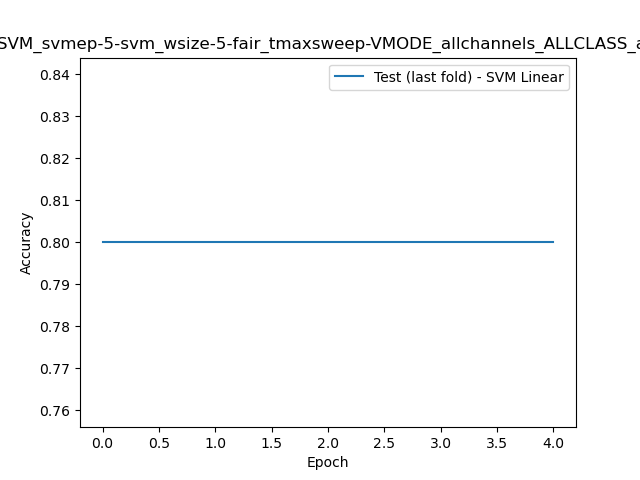 SVM_svmep-5-svm_wsize-5-fair_tmaxsweep-VMODE_allchannels_ALLCLASS_a
Test (last fold) - SVM Linear
Accuracy
0.84
0.83
0.82
0.81
0.80
0.79
0.78
0.77
0.76
0.0 0.5 1.0 1.5 2.0 2.5 3.0 3.5 4.0
Epoch